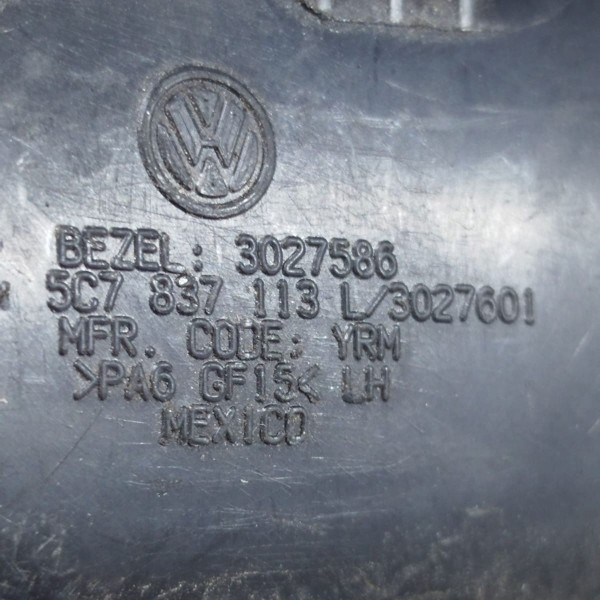 BEZEL: 3027586
5C7 837 113 L/3027601
MFR. CODE: YRM
>PA6 GF15< LH
MEXICO